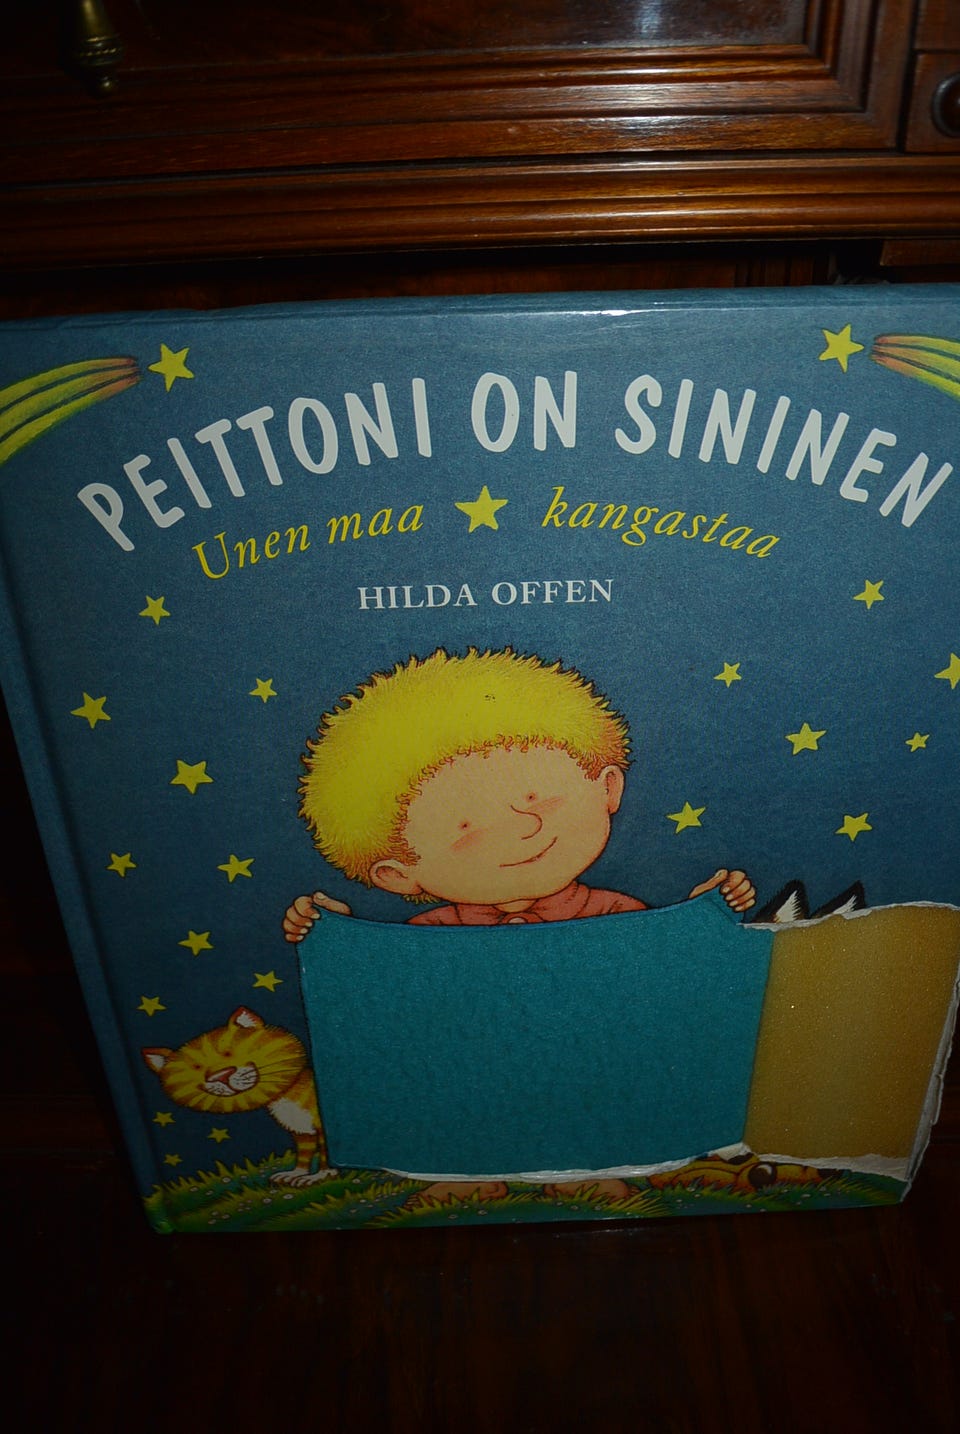 PEITTONI ON SININEN
Unen maa kangastaa
HILDA OFFEN